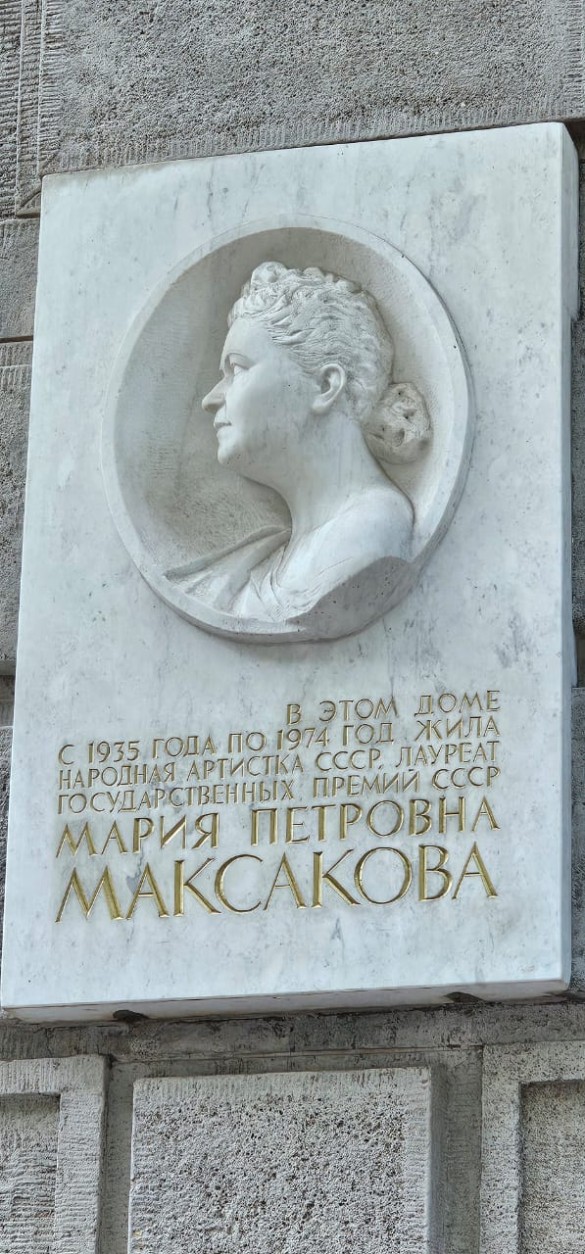 В ЭТОМ ДОМЕ
С 1935 ГОДА ПО 1974 ГОД ЖИЛА
НАРОДНАЯ АРТИСТКА СССР, ЛАУРЕАТ
ГОСУДАРСТВЕННЫХ ПРЕМИЙ СССР
МАРИЯ ПЕТРОВНА
МАКСАКОВА